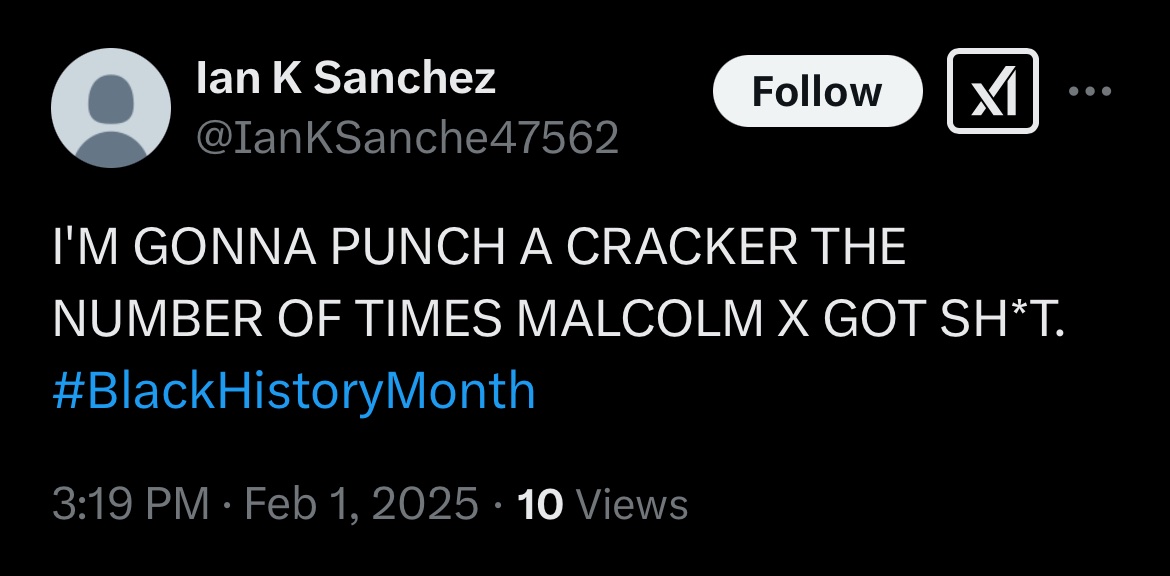 Ian K Sanchez
Follow
@IanKSanche47562
I'M GONNA PUNCH A CRACKER THE
NUMBER OF TIMES MALCOLM X GOT SH*T.
#BlackHistoryMonth
3:19 PM · Feb 1, 2025 · 10 Views